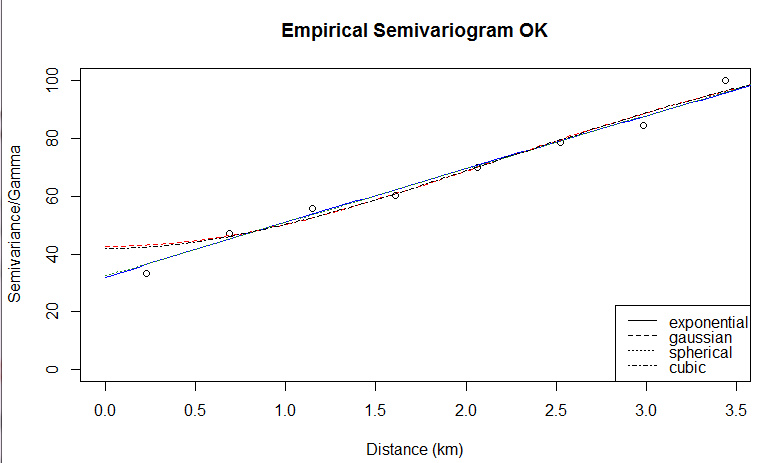 Empirical Semivariogram OK
Semivariance/Gamma
100
80
60
40
20
0
0.0 0.5 1.0 1.5 2.0 2.5 3.0 3.5
Distance (km)
exponential
gaussian
spherical
cubic